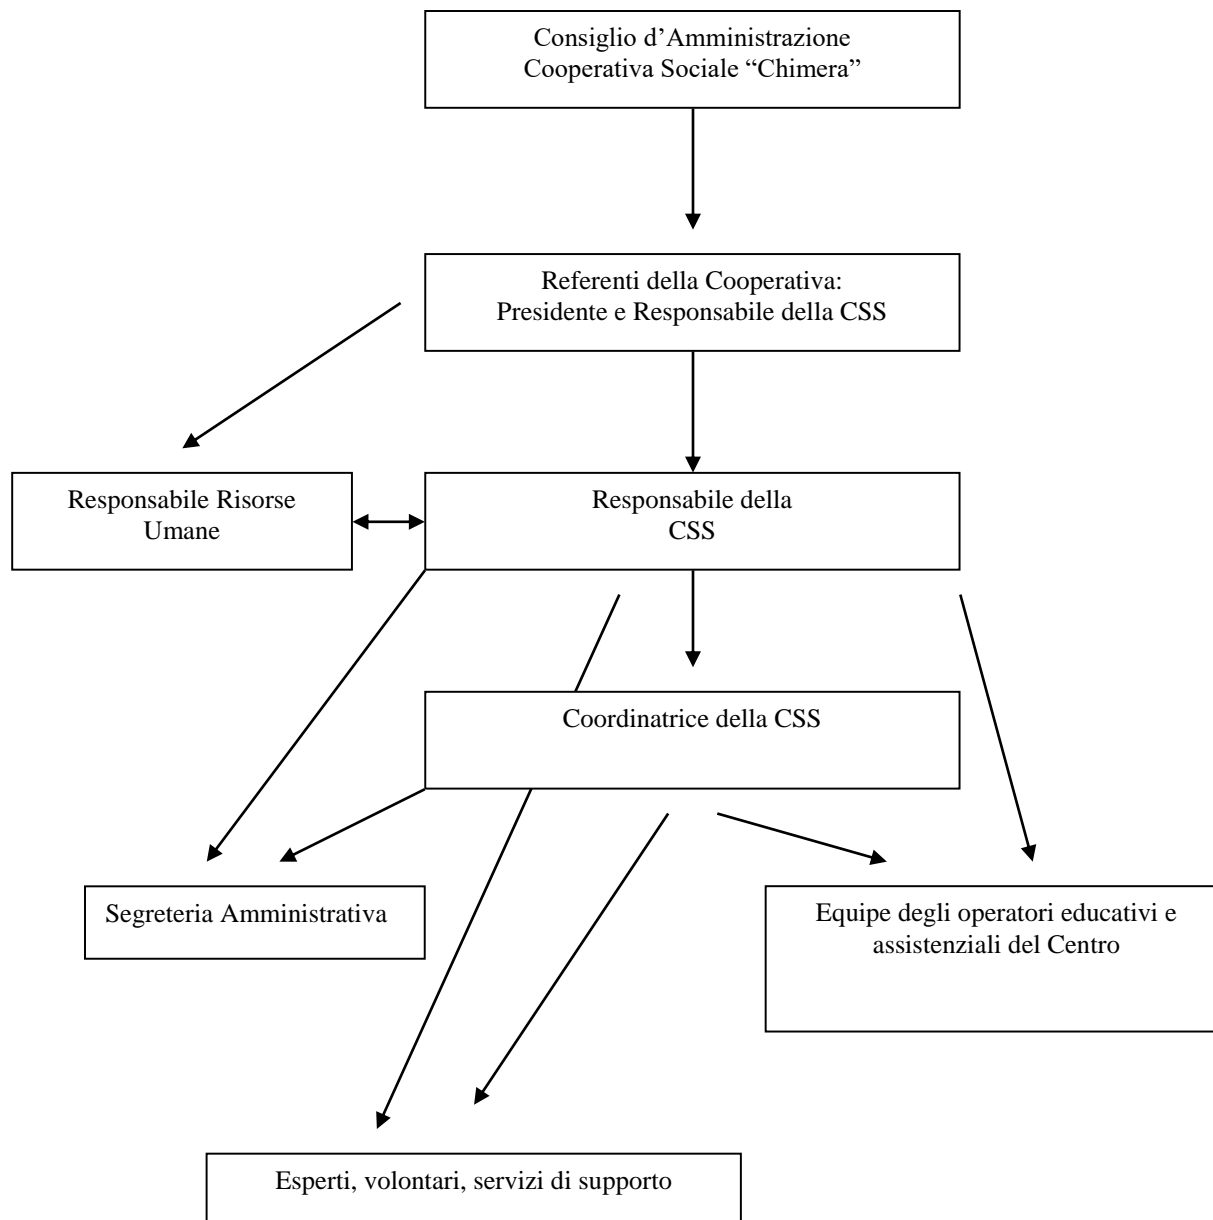 Consiglio d’Amministrazione
Cooperativa Sociale “Chimera”
Referenti della Cooperativa:
Presidente e Responsabile della CSS
Responsabile Risorse
Umane
Responsabile della
CSS
Coordinatrice della CSS
Segreteria Amministrativa
Equipe degli operatori educativi e
assistenziali del Centro
Esperti, volontari, servizi di supporto